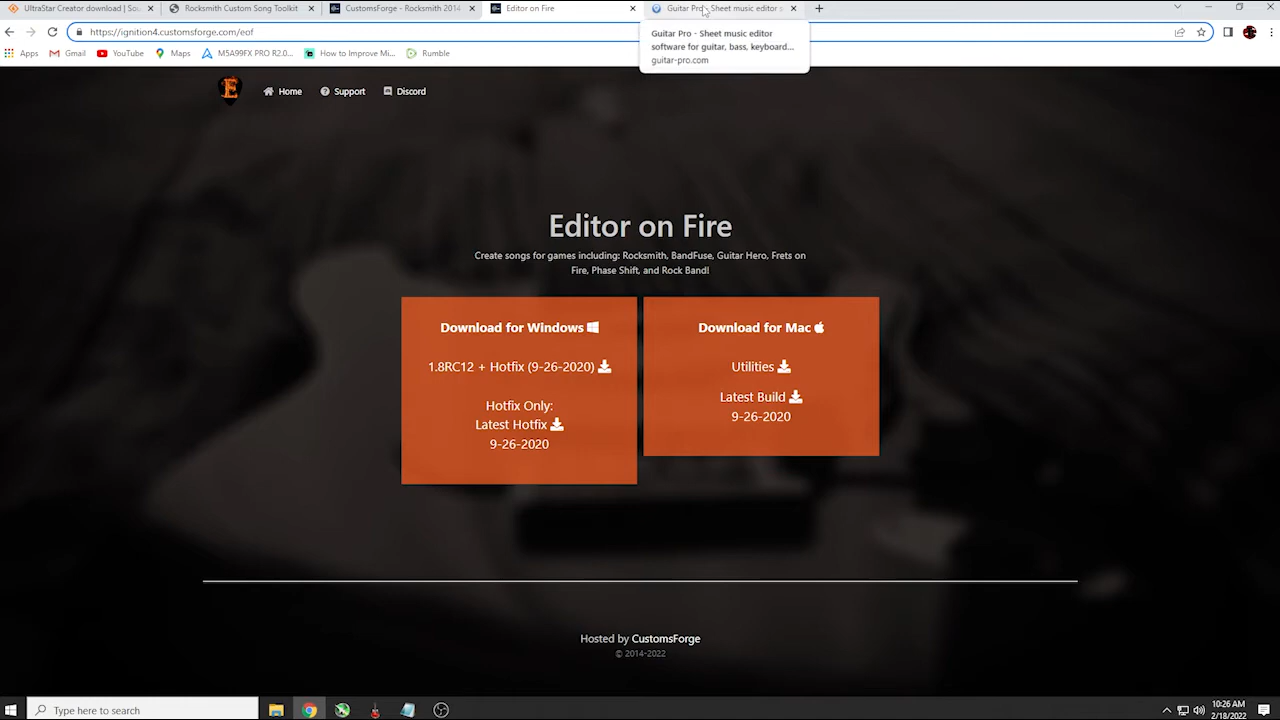 UltraStar Creator download | Sou
Rocksmith Custom Song Toolkit
CustomsForge - Rocksmith 2014
Editor on Fire
Guitar Pro - Sheet music editor s
https://ignition4.customsforge.com/eof
Guitar Pro - Sheet music editor
software for guitar, bass, keyboard...
guitar-pro.com
Apps
Gmail
YouTube
Maps
M5A99FX PRO R2.0...
How to Improve Mi...
Rumble
E
Home
Support
Discord
Editor on Fire
Create songs for games including: Rocksmith, BandFuse, Guitar Hero, Frets on
Fire, Phase Shift, and Rock Band!
Download for Windows
1.8RC12 + Hotfix (9-26-2020)
Hotfix Only:
Latest Hotfix
9-26-2020
Download for Mac
Utilities
Latest Build
9-26-2020
Hosted by CustomsForge
© 2014-2022
Type here to search
10:26 AM
2/18/2022